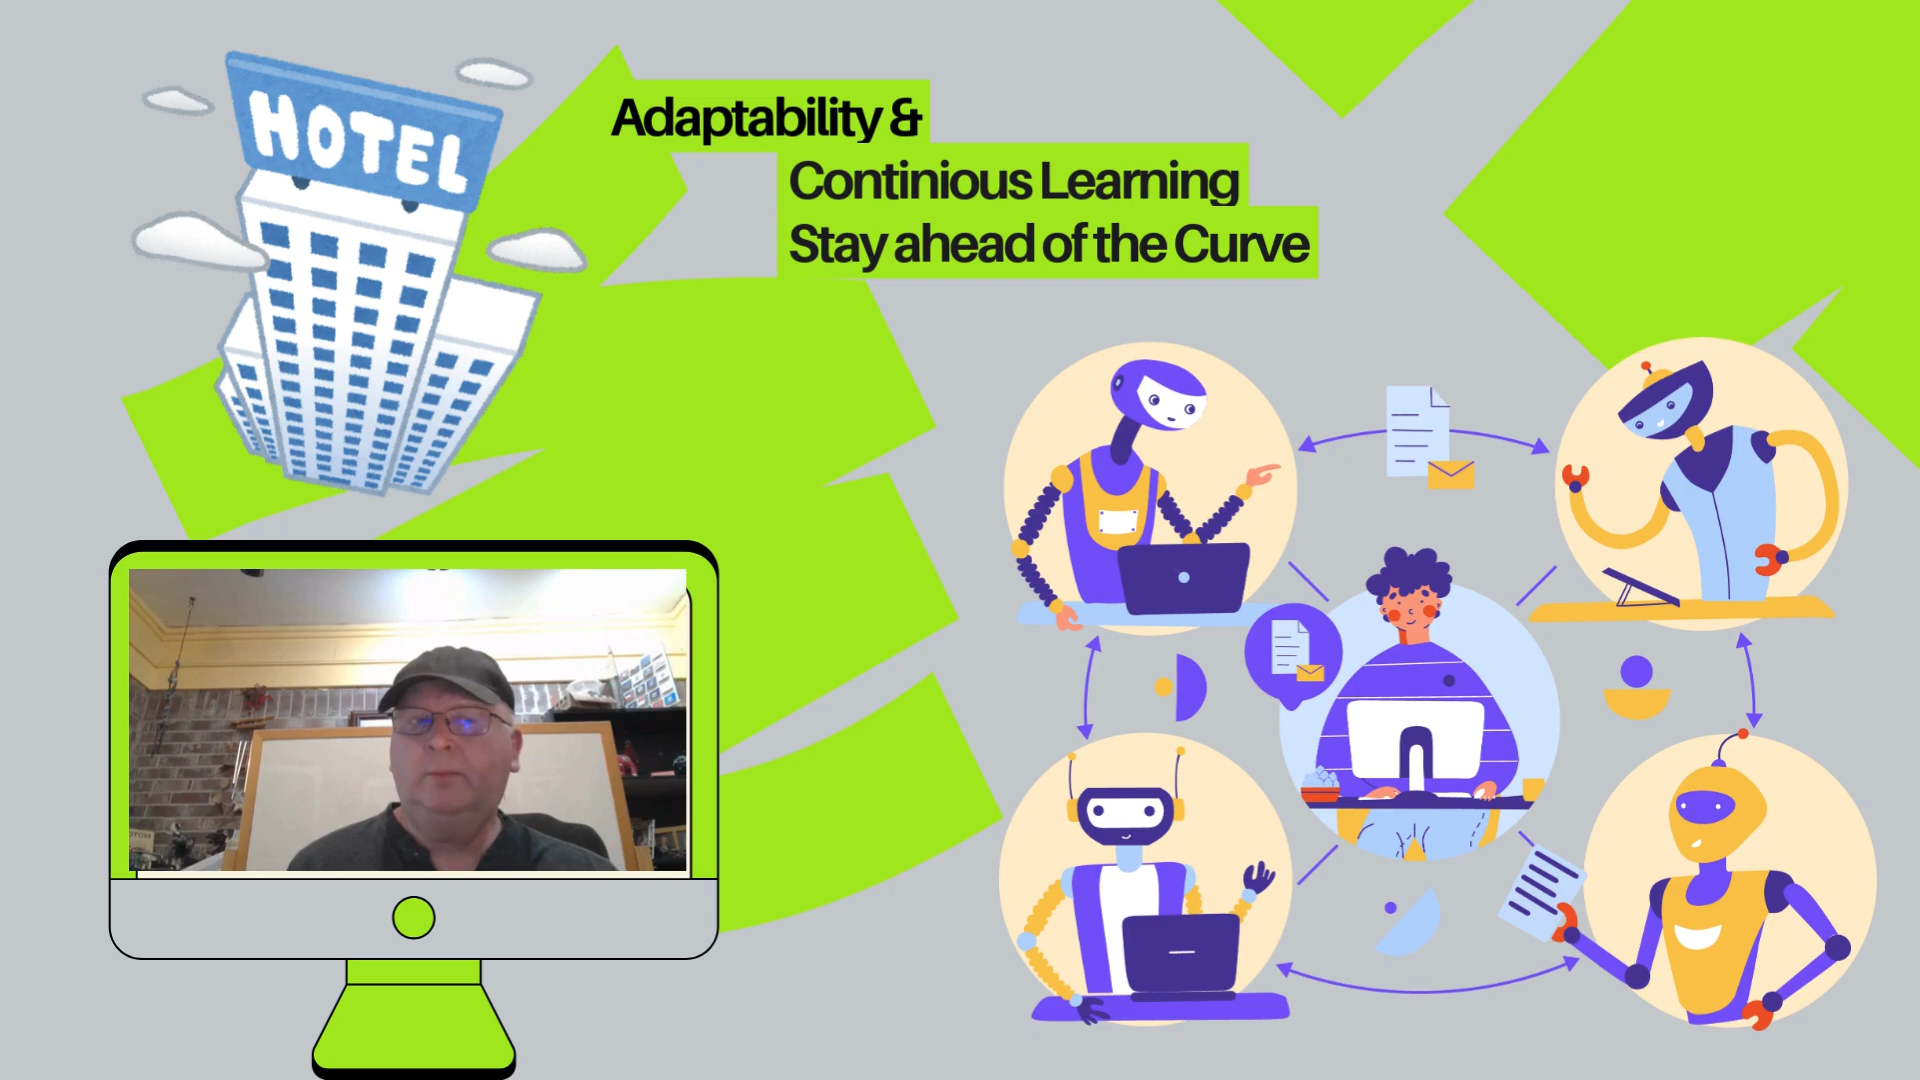 HOTEL
Adaptability &
Continious Learning
Stay ahead of the Curve